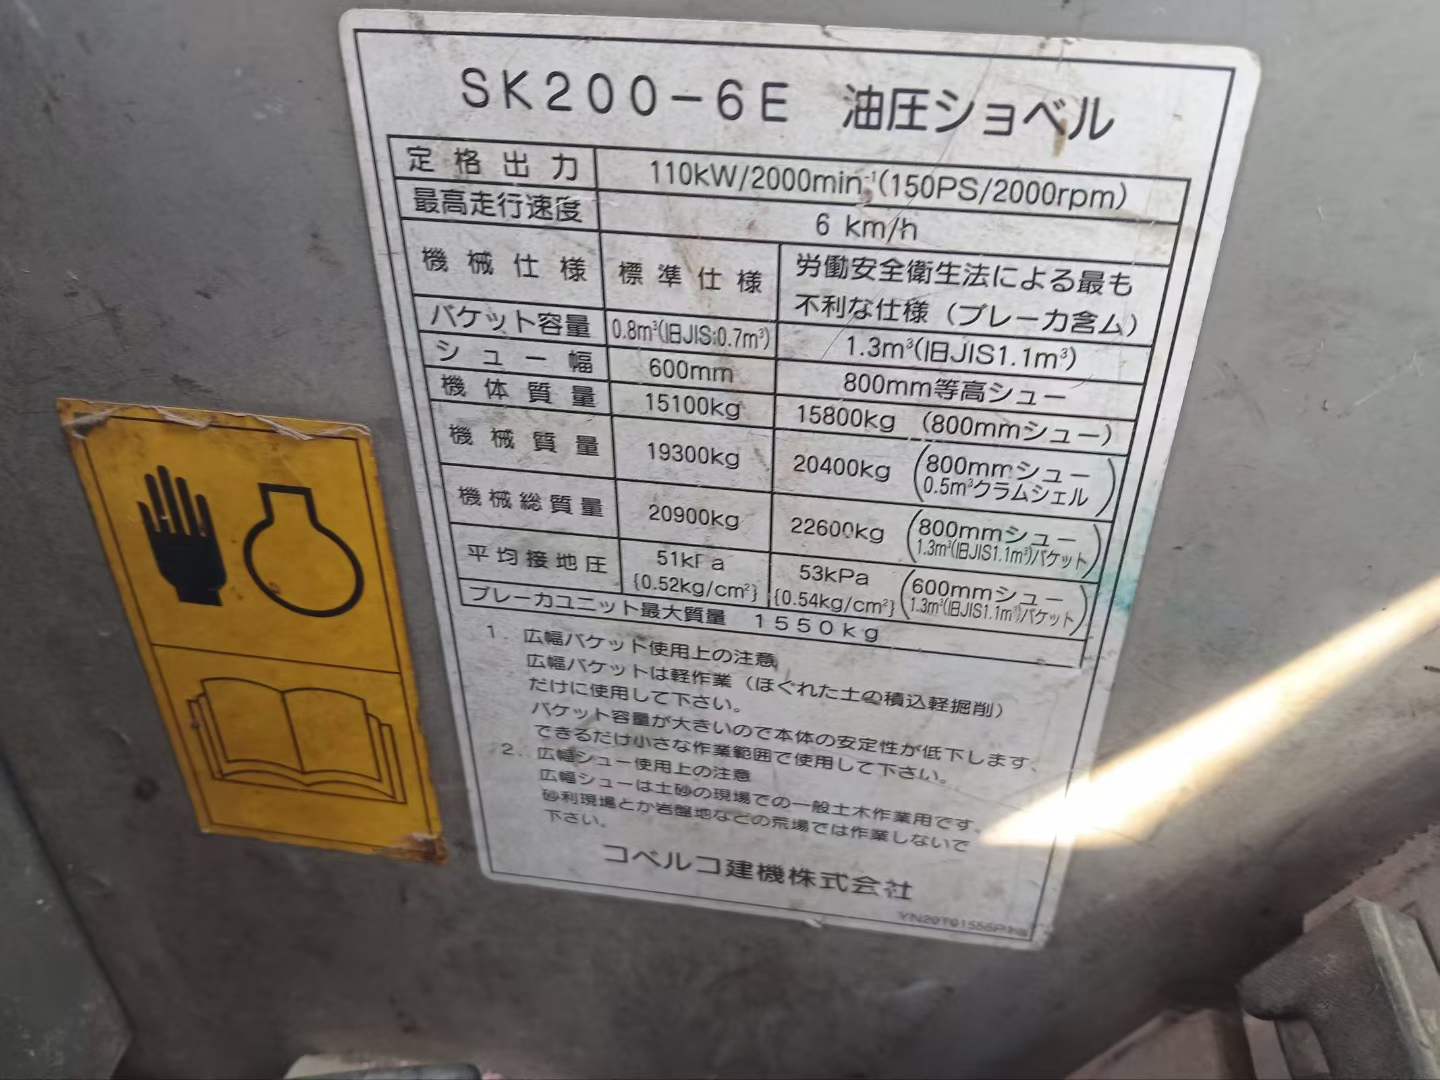 SK200-6E 油圧ショベル
定格出力 110kW/2000min⁻¹(150PS/2000rpm)
最高走行速度 6 km/h
機械仕様 標準仕様 労働安全衛生法による最も
不利な仕様（ブレーカ含ム）
バケット容量 0.8m³(旧JIS:0.7m³) 1.3m³(旧JIS1.1m³)
シュー幅 600mm 800mm等高シュー
機体質量 15100kg 15800kg (800mmシュー)
機械質量 19300kg 20400kg (800mmシュー
0.5m³クラムシェル)
機械総質量 20900kg 22600kg (800mmシュー
1.3m³(旧JIS1.1m³)バケット)
平均接地圧 51kPa 53kPa (600mmシュー
{0.52kg/cm²} {0.54kg/cm²} 1.3m³(旧JIS1.1m³)バケット)
ブレーカユニット最大質量 1550kg
1. 広幅バケット使用上の注意
広幅バケットは軽作業（ほぐれた土の積込軽掘削）
だけに使用して下さい。
バケット容量が大きいので本体の安定性が低下します、
できるだけ小さな作業範囲で使用して下さい。
2. 広幅シュー使用上の注意
広幅シューは土砂の現場での一般土木作業用です、
砂利現場とか岩盤地などの荒場では作業しないで
下さい。
コベルコ建機株式会社